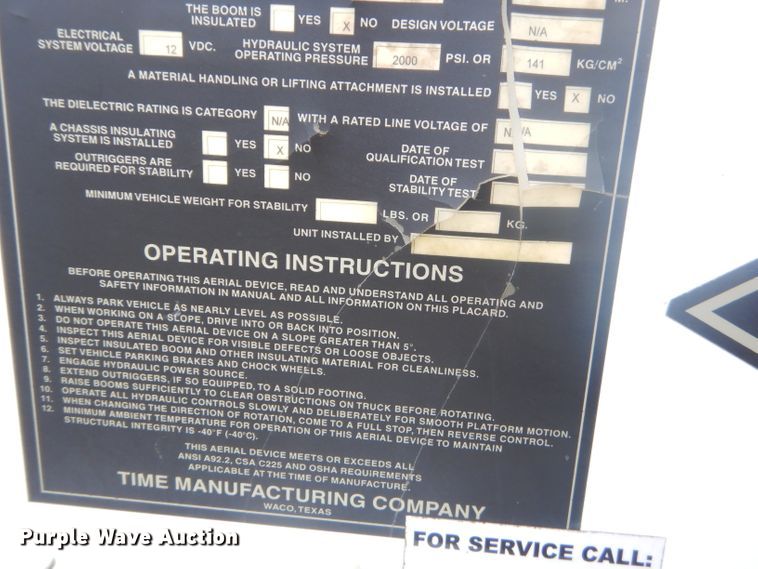 M.
THE BOOM IS INSULATED YES X NO DESIGN VOLTAGE N/A
ELECTRICAL SYSTEM VOLTAGE 12 VDC. HYDRAULIC SYSTEM OPERATING PRESSURE 2000 PSI. OR 141 KG/CM²
A MATERIAL HANDLING OR LIFTING ATTACHMENT IS INSTALLED YES X NO
THE DIELECTRIC RATING IS CATEGORY N/A WITH A RATED LINE VOLTAGE OF N/A
A CHASSIS INSULATING SYSTEM IS INSTALLED YES X NO DATE OF QUALIFICATION TEST
OUTRIGGERS ARE REQUIRED FOR STABILITY YES NO DATE OF STABILITY TEST
MINIMUM VEHICLE WEIGHT FOR STABILITY LBS. OR KG.
UNIT INSTALLED BY
OPERATING INSTRUCTIONS
BEFORE OPERATING THIS AERIAL DEVICE, READ AND UNDERSTAND ALL OPERATING AND
SAFETY INFORMATION IN MANUAL AND ALL INFORMATION ON THIS PLACARD.
1. ALWAYS PARK VEHICLE AS NEARLY LEVEL AS POSSIBLE.
2. WHEN WORKING ON A SLOPE, DRIVE INTO OR BACK INTO POSITION.
3. DO NOT OPERATE THIS AERIAL DEVICE ON A SLOPE GREATER THAN 5°.
4. INSPECT THIS AERIAL DEVICE FOR VISIBLE DEFECTS OR LOOSE OBJECTS.
5. INSPECT INSULATED BOOM AND OTHER INSULATING MATERIAL FOR CLEANLINESS.
6. SET VEHICLE PARKING BRAKES AND CHOCK WHEELS.
7. ENGAGE HYDRAULIC POWER SOURCE.
8. EXTEND OUTRIGGERS, IF SO EQUIPPED, TO A SOLID FOOTING.
9. RAISE BOOMS SUFFICIENTLY TO CLEAR OBSTRUCTIONS ON TRUCK BEFORE ROTATING.
10. OPERATE ALL HYDRAULIC CONTROLS SLOWLY AND DELIBERATELY FOR SMOOTH PLATFORM MOTION.
11. WHEN CHANGING THE DIRECTION OF ROTATION, COME TO A FULL STOP, THEN REVERSE CONTROL.
12. MINIMUM AMBIENT TEMPERATURE FOR OPERATION OF THIS AERIAL DEVICE TO MAINTAIN
STRUCTURAL INTEGRITY IS -40°F (-40°C).
THIS AERIAL DEVICE MEETS OR EXCEEDS ALL
ANSI A92.2, CSA C225 AND OSHA REQUIREMENTS
APPLICABLE AT THE TIME OF MANUFACTURE.
TIME MANUFACTURING COMPANY
WACO, TEXAS
FOR SERVICE CALL:
Purple Wave Auction